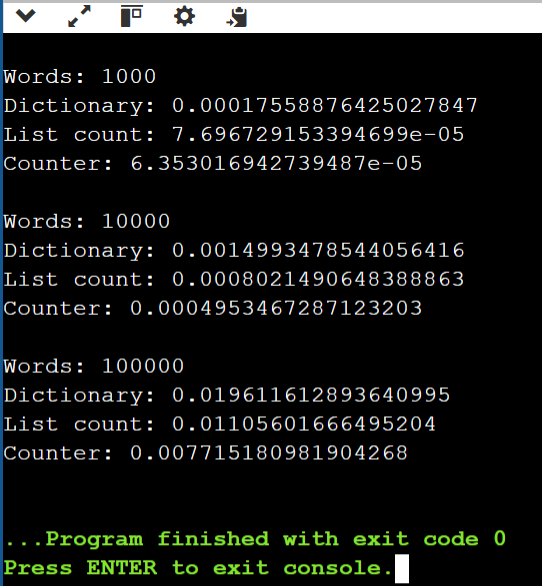 Words: 1000
Dictionary: 0.00017558876425027847
List count: 7.696729153394699e-05
Counter: 6.353016942739487e-05
Words: 10000
Dictionary: 0.0014993478544056416
List count: 0.0008021490648388863
Counter: 0.0004953467287123203
Words: 100000
Dictionary: 0.019611612893640995
List count: 0.01105601666495204
Counter: 0.007715180981904268
...Program finished with exit code 0
Press ENTER to exit console.